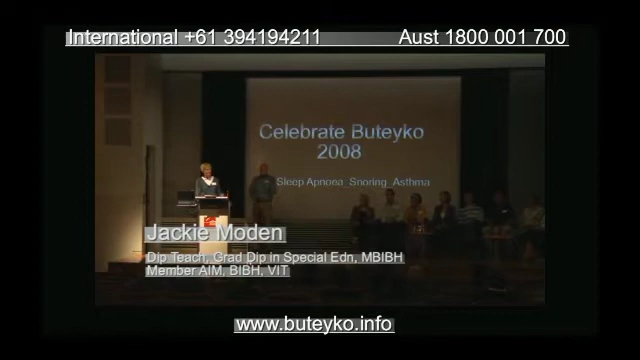 International +61 394194211 Aust 1800 001 700
Celebrate Buteyko
2008
Sleep Apnoea_Snoring_Asthma
Jackie Moden
Dip Teach, Grad Dip in Special Edn, MBIBH
Member AIM, BIBH, VIT
www.buteyko.info